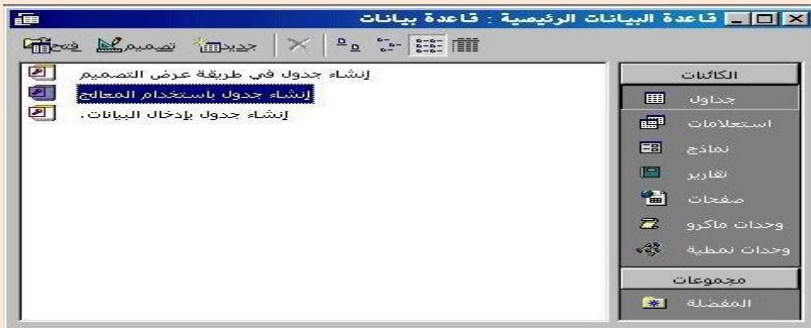 قاعدة البيانات الرئيصية : قاعدة بيانات
فتح تصميم جديد
إنشاء جدول في طريقة عرض التصميم
إنشاء جدول باستخدام المعالج
إنشاء جدول بإدخال البيانات.
الكائنات
جداول
استعلامات
نماذج
تقارير
صفحات
وحدات ماكرو
وحدات نمطية
مجموعات
المفضلة